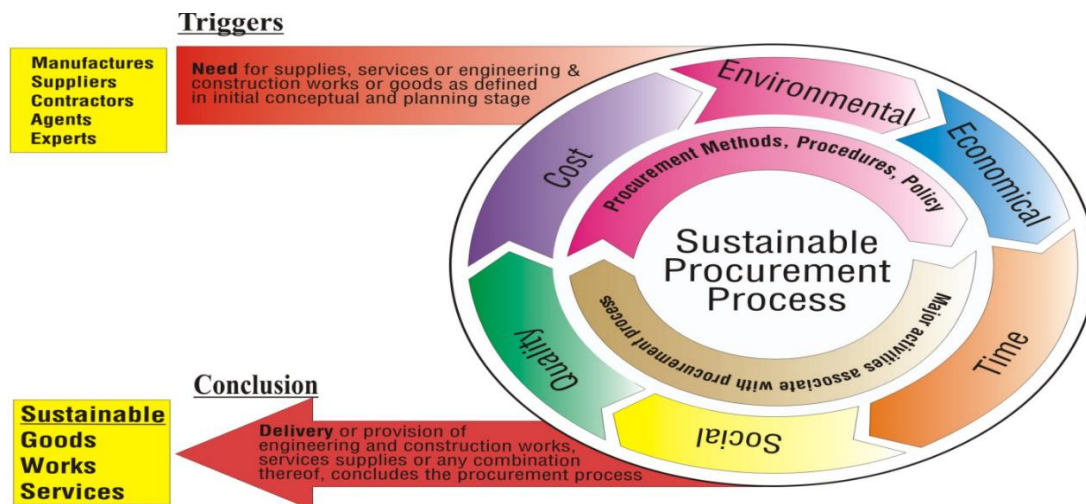 Triggers
Manufactures
Suppliers
Contractors
Agents
Experts
Need for supplies, services or engineering &
construction works or goods as defined
in initial conceptual and planning stage
Environmental
Economical
Time
Social
Quality
Cost
Procurement Methods, Procedures, Policy
Major activities associate with procurement process
Sustainable
Procurement
Process
Conclusion
Delivery or provision of
engineering and construction works,
services supplies or any combination
thereof, concludes the procurement process
Sustainable
Goods
Works
Services